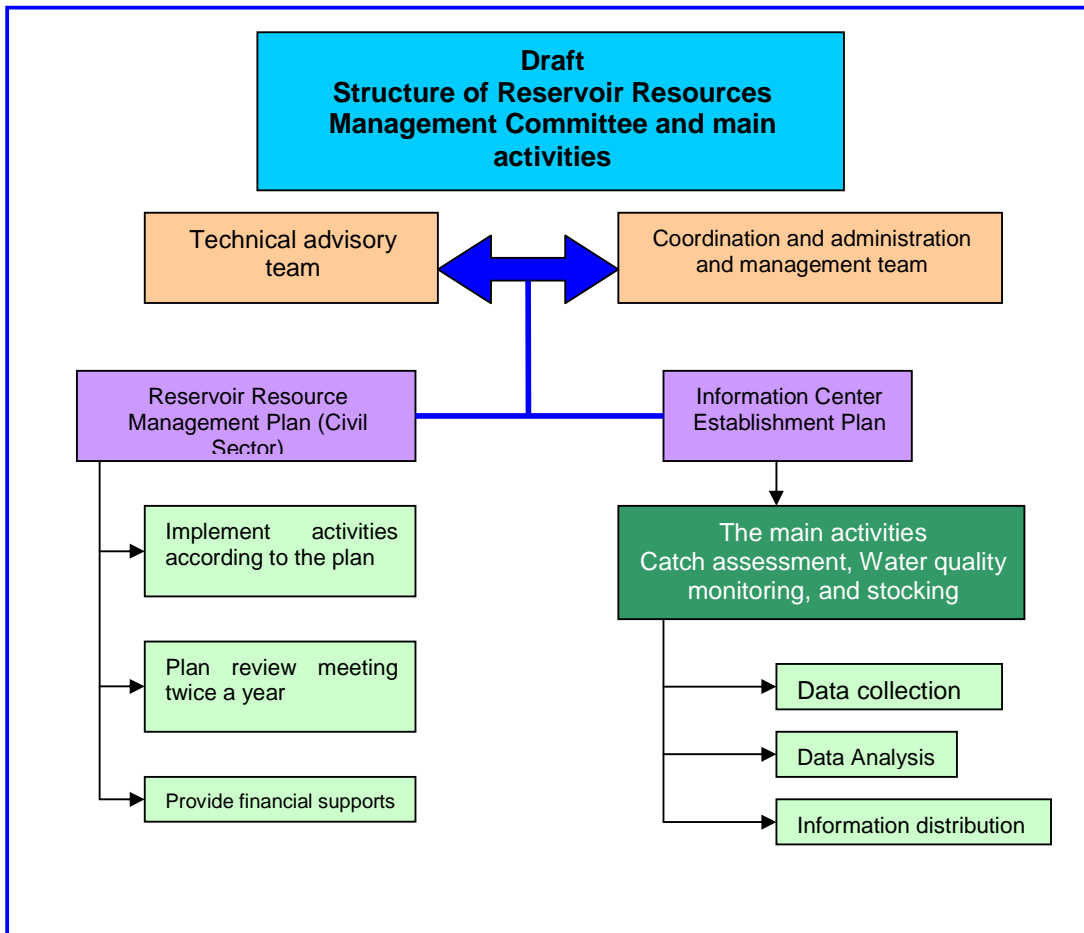 Draft
Structure of Reservoir Resources
Management Committee and main
activities
Technical advisory
team
Coordination and administration
and management team
Reservoir Resource
Management Plan (Civil
Sector)
Information Center
Establishment Plan
Implement activities
according to the plan
Plan review meeting
twice a year
Provide financial supports
The main activities
Catch assessment, Water quality
monitoring, and stocking
Data collection
Data Analysis
Information distribution